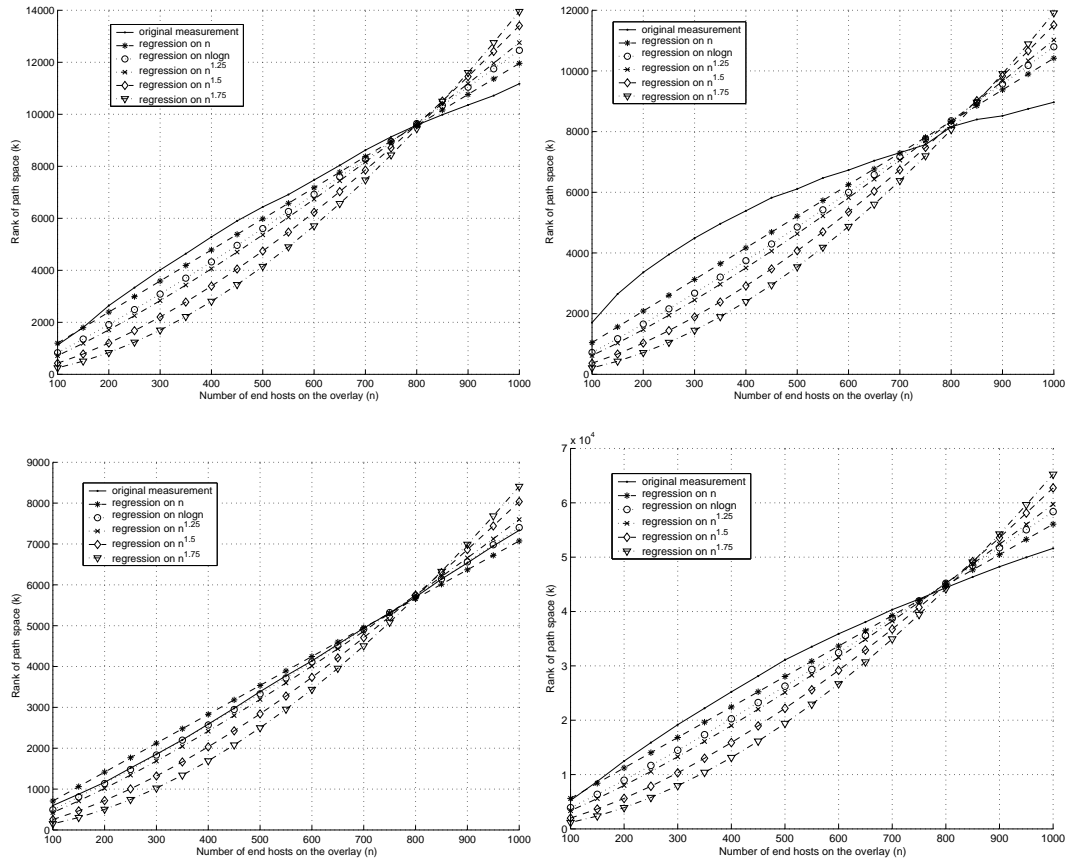 14000
12000
10000
8000
6000
4000
2000
0
Rank of path space (k)
original measurement
regression on n
regression on nlogn
regression on n^1.25
regression on n^1.5
regression on n^1.75
100 200 300 400 500 600 700 800 900 1000
Number of end hosts on the overlay (n)
12000
10000
8000
6000
4000
2000
0
Rank of path space (k)
original measurement
regression on n
regression on nlogn
regression on n^1.25
regression on n^1.5
regression on n^1.75
100 200 300 400 500 600 700 800 900 1000
Number of end hosts on the overlay (n)
9000
8000
7000
6000
5000
4000
3000
2000
1000
0
Rank of path space (k)
original measurement
regression on n
regression on nlogn
regression on n^1.25
regression on n^1.5
regression on n^1.75
100 200 300 400 500 600 700 800 900 1000
Number of end hosts on the overlay (n)
x 10^4
7
6
5
4
3
2
1
0
Rank of path space (k)
original measurement
regression on n
regression on nlogn
regression on n^1.25
regression on n^1.5
regression on n^1.75
100 200 300 400 500 600 700 800 900 1000
Number of end hosts on the overlay (n)